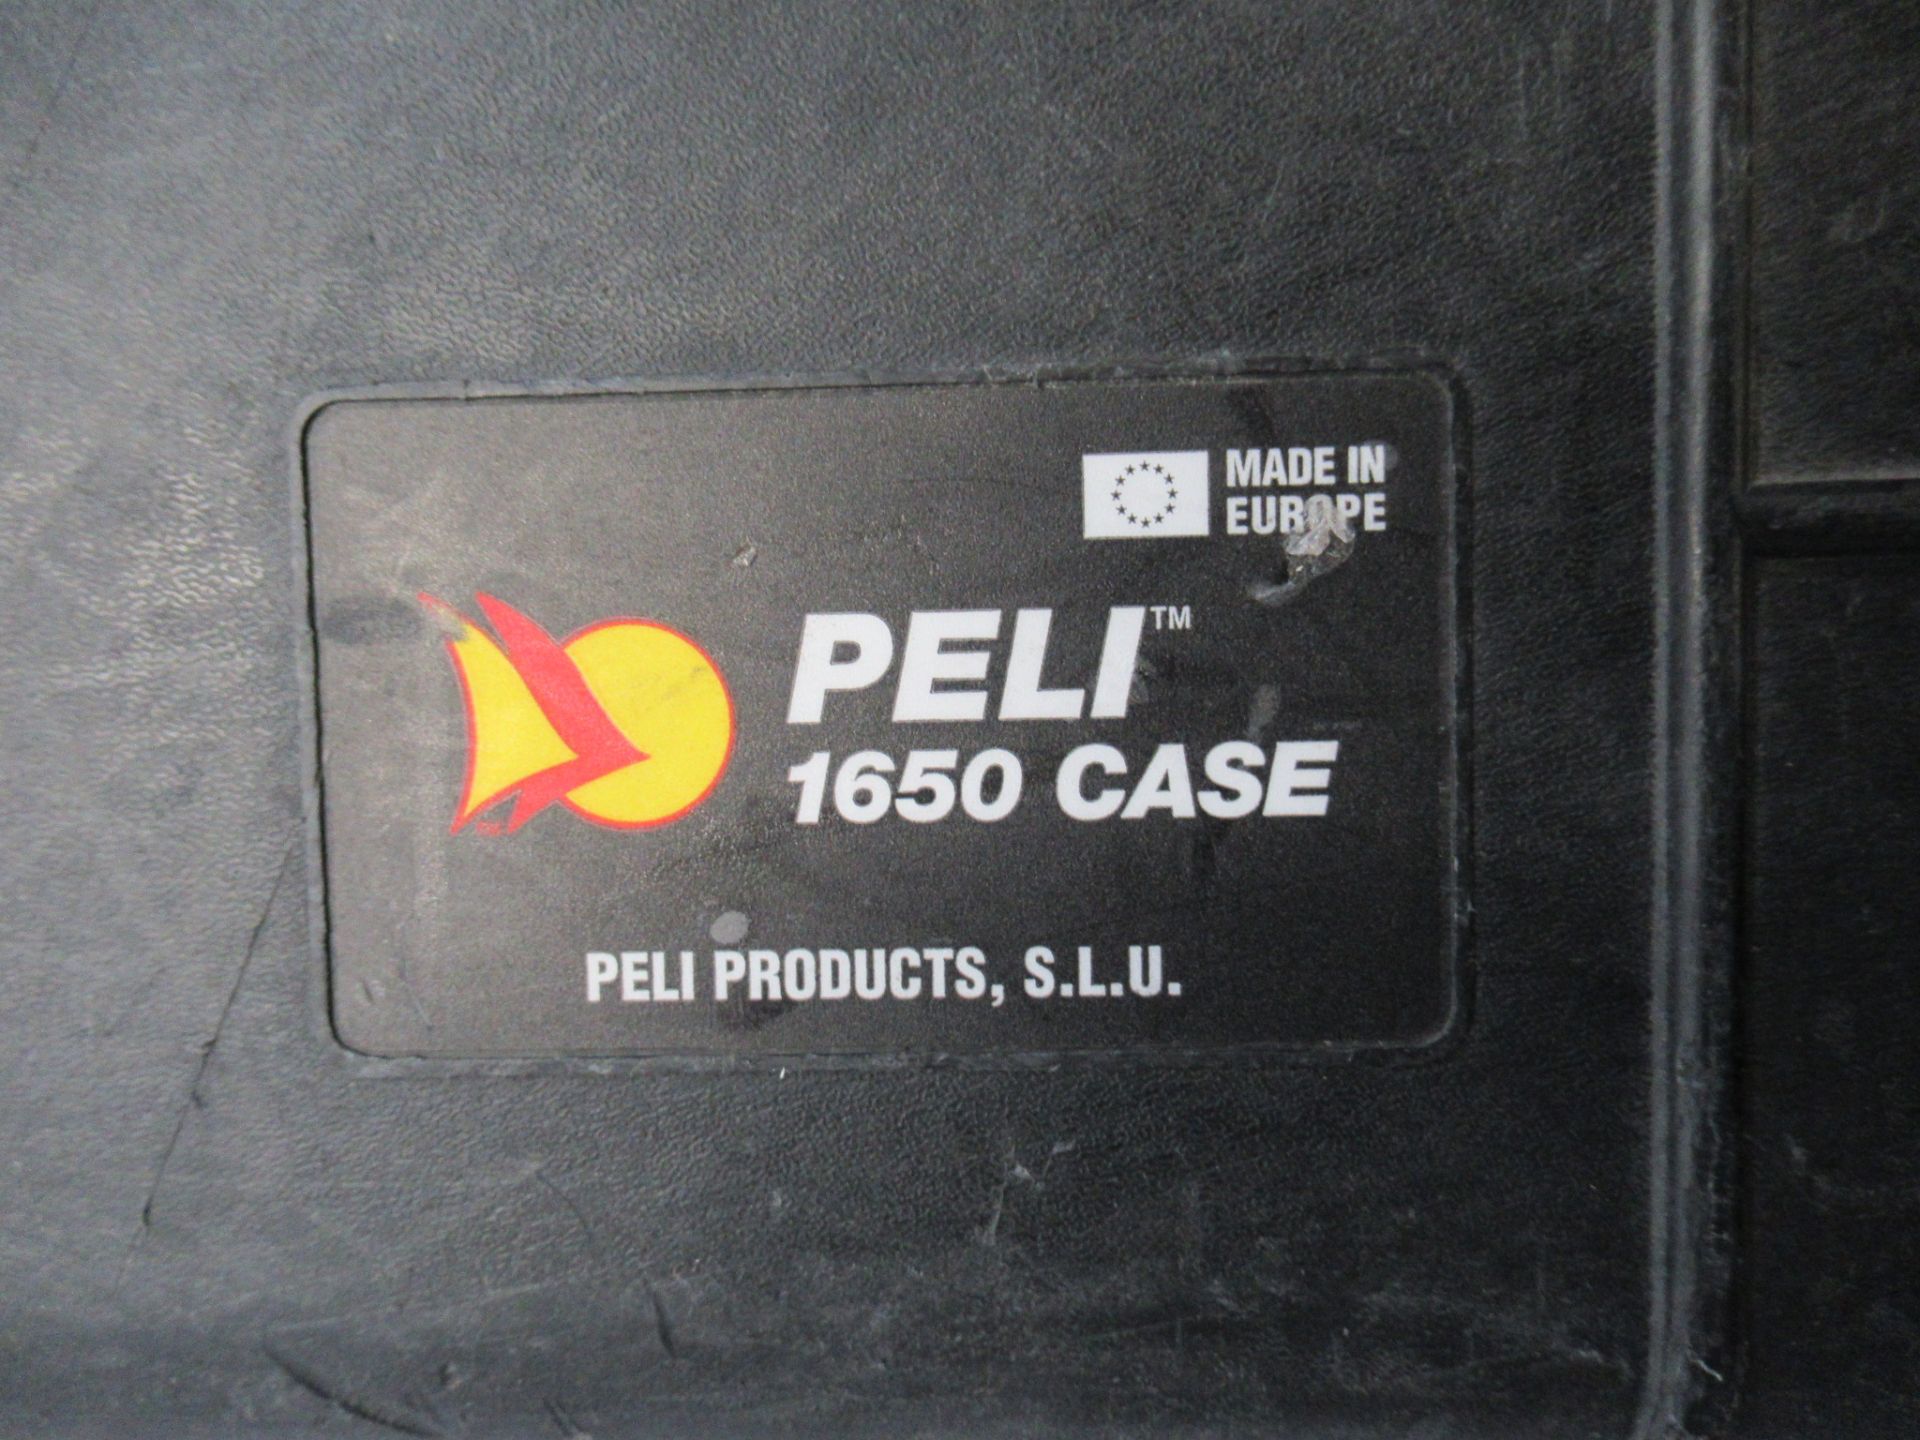 MADE IN
EUROPE
PELI™
1650 CASE
PELI PRODUCTS, S.L.U.